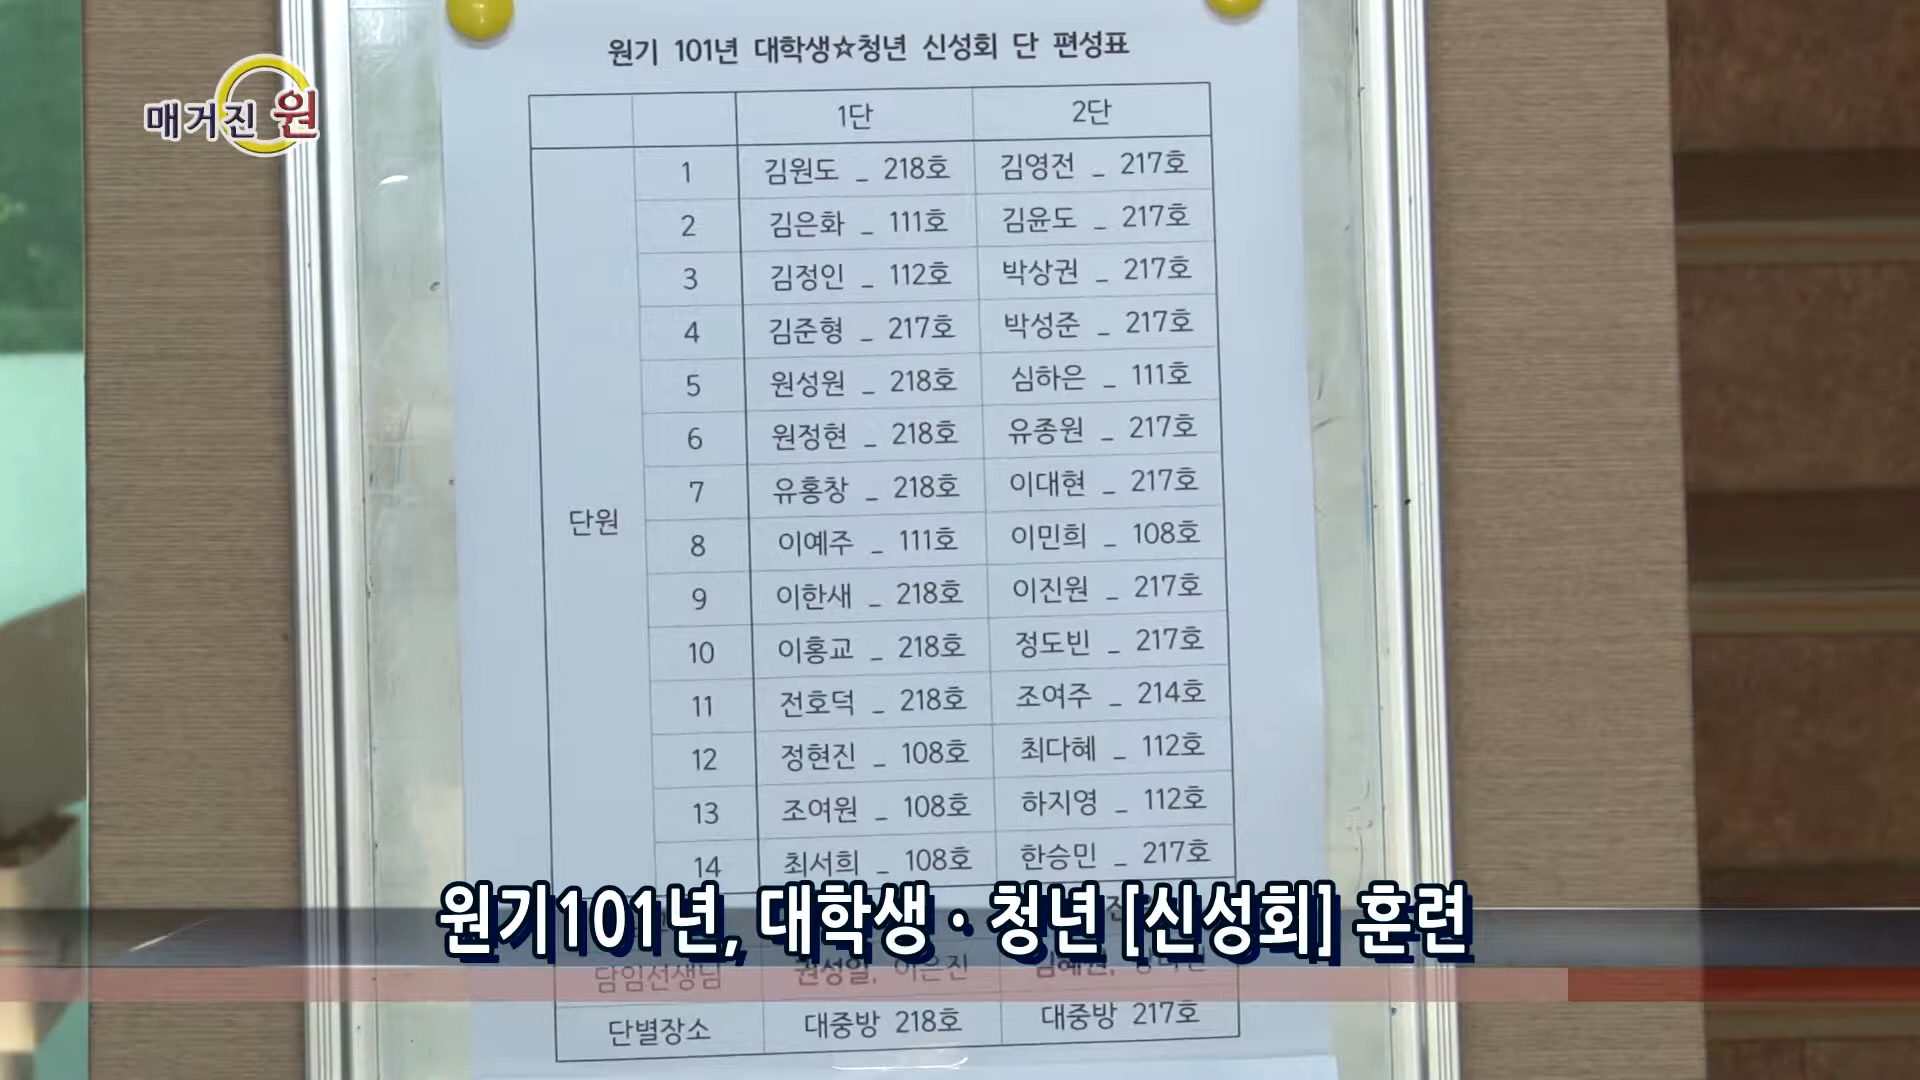 매거진 원
원기 101년 대학생☆청년 신성회 단 편성표
1단 2단
단원
1 김원도 _ 218호 김영전 _ 217호
2 김은화 _ 111호 김윤도 _ 217호
3 김정인 _ 112호 박상권 _ 217호
4 김준형 _ 217호 박성준 _ 217호
5 원성원 _ 218호 심하은 _ 111호
6 원정현 _ 218호 유종원 _ 217호
7 유홍창 _ 218호 이대현 _ 217호
8 이예주 _ 111호 이민희 _ 108호
9 이한새 _ 218호 이진원 _ 217호
10 이홍교 _ 218호 정도빈 _ 217호
11 전호덕 _ 218호 조여주 _ 214호
12 정현진 _ 108호 최다혜 _ 112호
13 조여원 _ 108호 하지영 _ 112호
14 최서희 _ 108호 한승민 _ 217호
원기101년, 대학생·청년 [신성회] 훈련
담임선생님 권성일, 이은진
단별장소 대중방 218호 대중방 217호